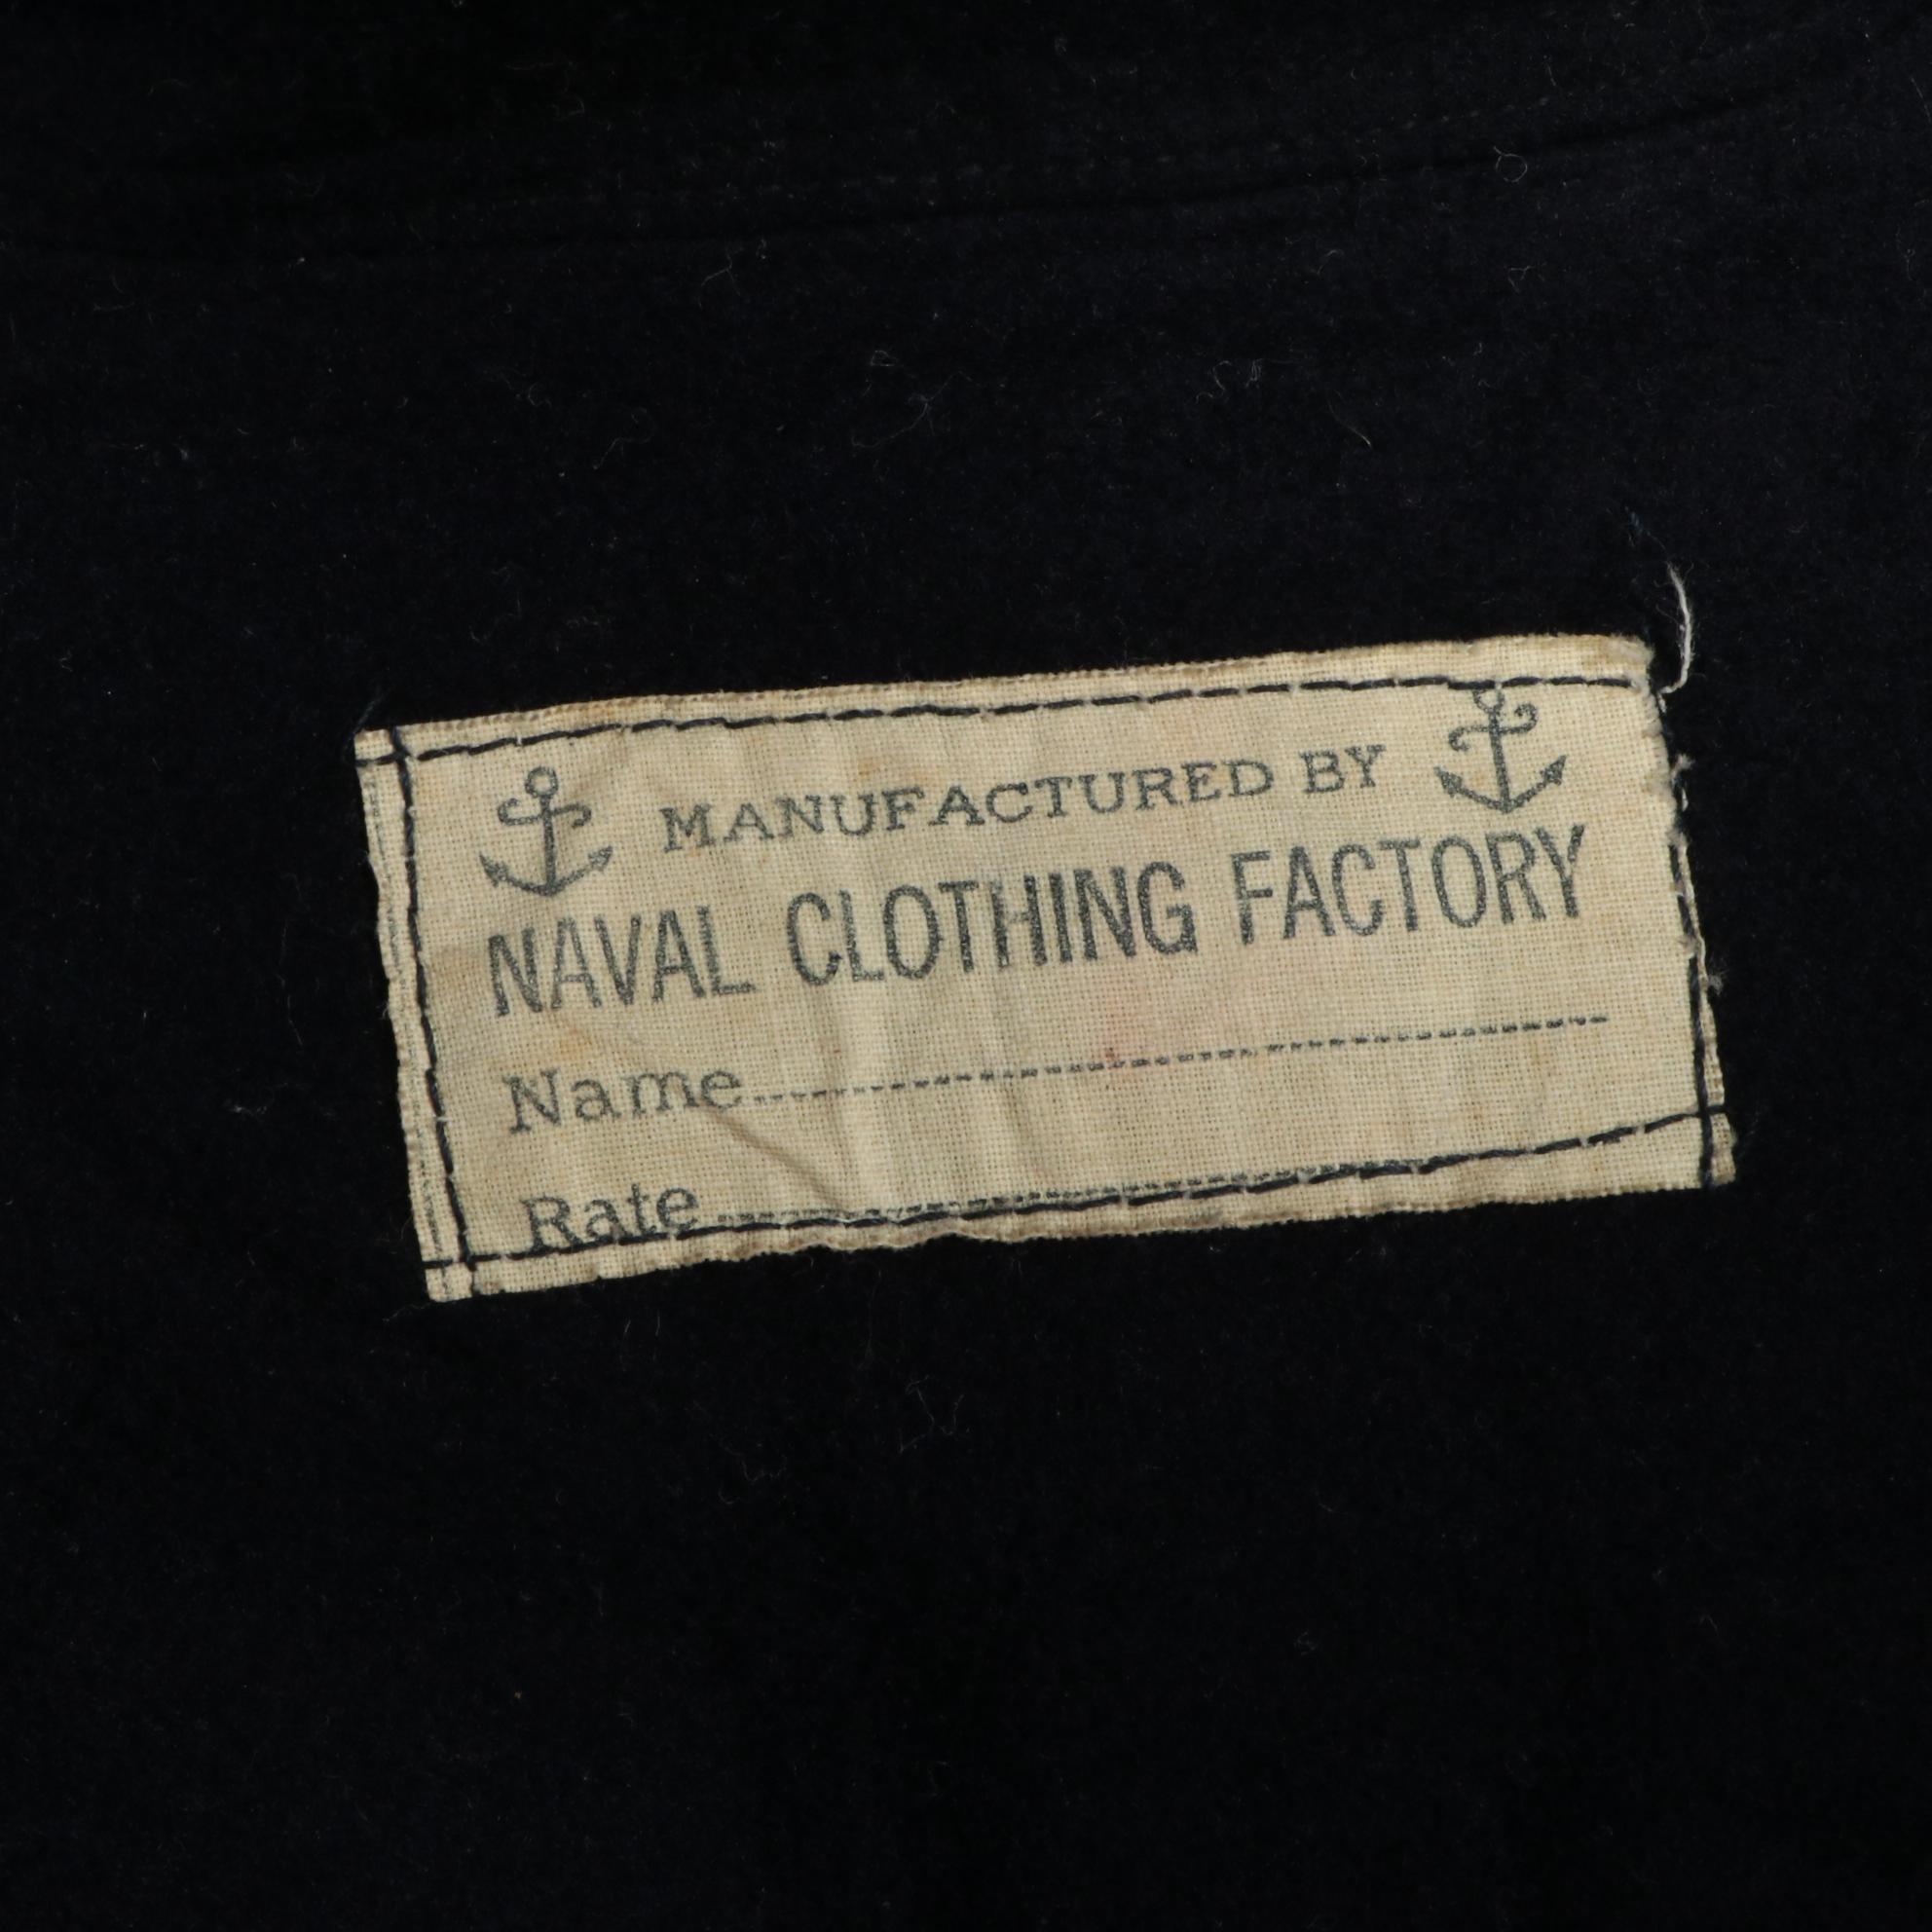 MANUFACTURED BY
NAVAL CLOTHING FACTORY
Name
Rate